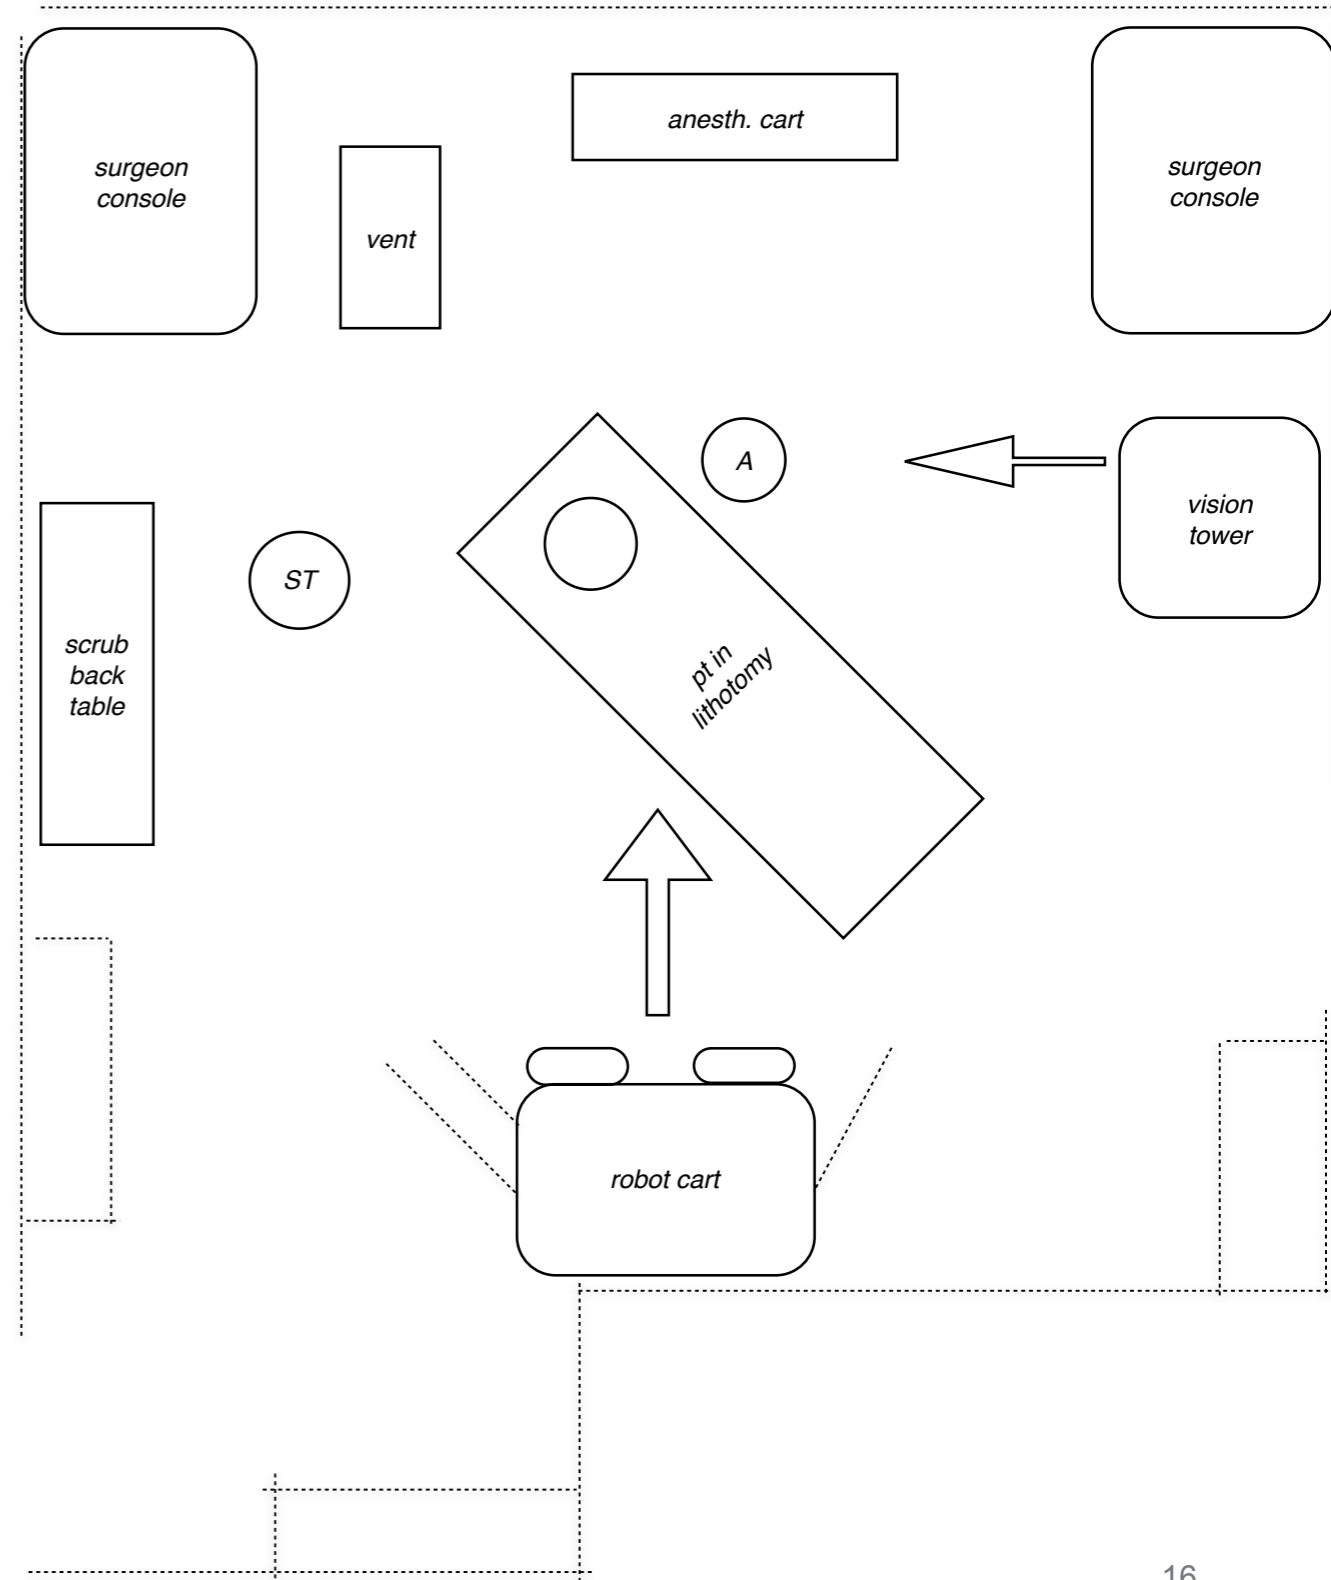 surgeon
console
anesth. cart
surgeon
console
vent
A
vision
tower
ST
scrub
back
table
pt in
lithotomy
robot cart
16